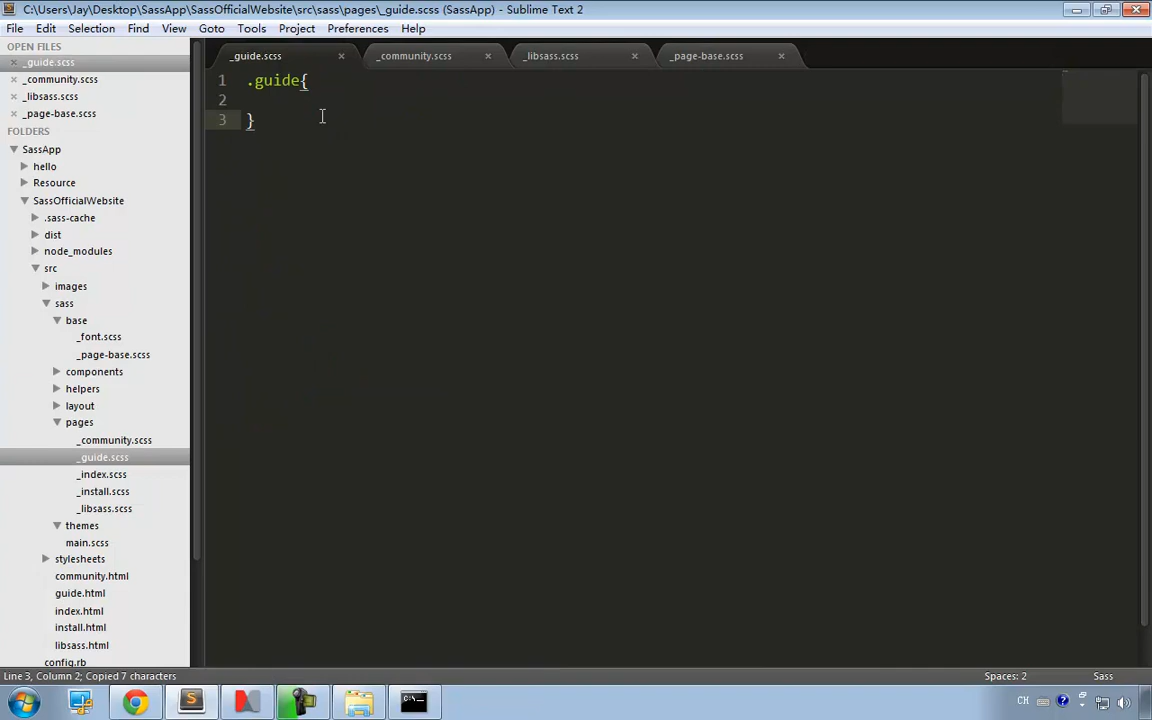 C:\Users\Jay\Desktop\SassApp\SassOfficialWebsite\src\sass\pages\_guide.scss (SassApp) - Sublime Text 2
File Edit Selection Find View Goto Tools Project Preferences Help
OPEN FILES
_guide.scss
_community.scss
_libsass.scss
_page-base.scss
FOLDERS
SassApp
hello
Resource
SassOfficialWebsite
.sass-cache
dist
node_modules
src
images
sass
base
_font.scss
_page-base.scss
components
helpers
layout
pages
_community.scss
_guide.scss
_index.scss
_install.scss
_libsass.scss
themes
main.scss
stylesheets
community.html
guide.html
index.html
install.html
libsass.html
config.rb
_guide.scss _community.scss _libsass.scss _page-base.scss
1 .guide{
2
3 }
Line 3, Column 2; Copied 7 characters Spaces: 2 Sass
CH